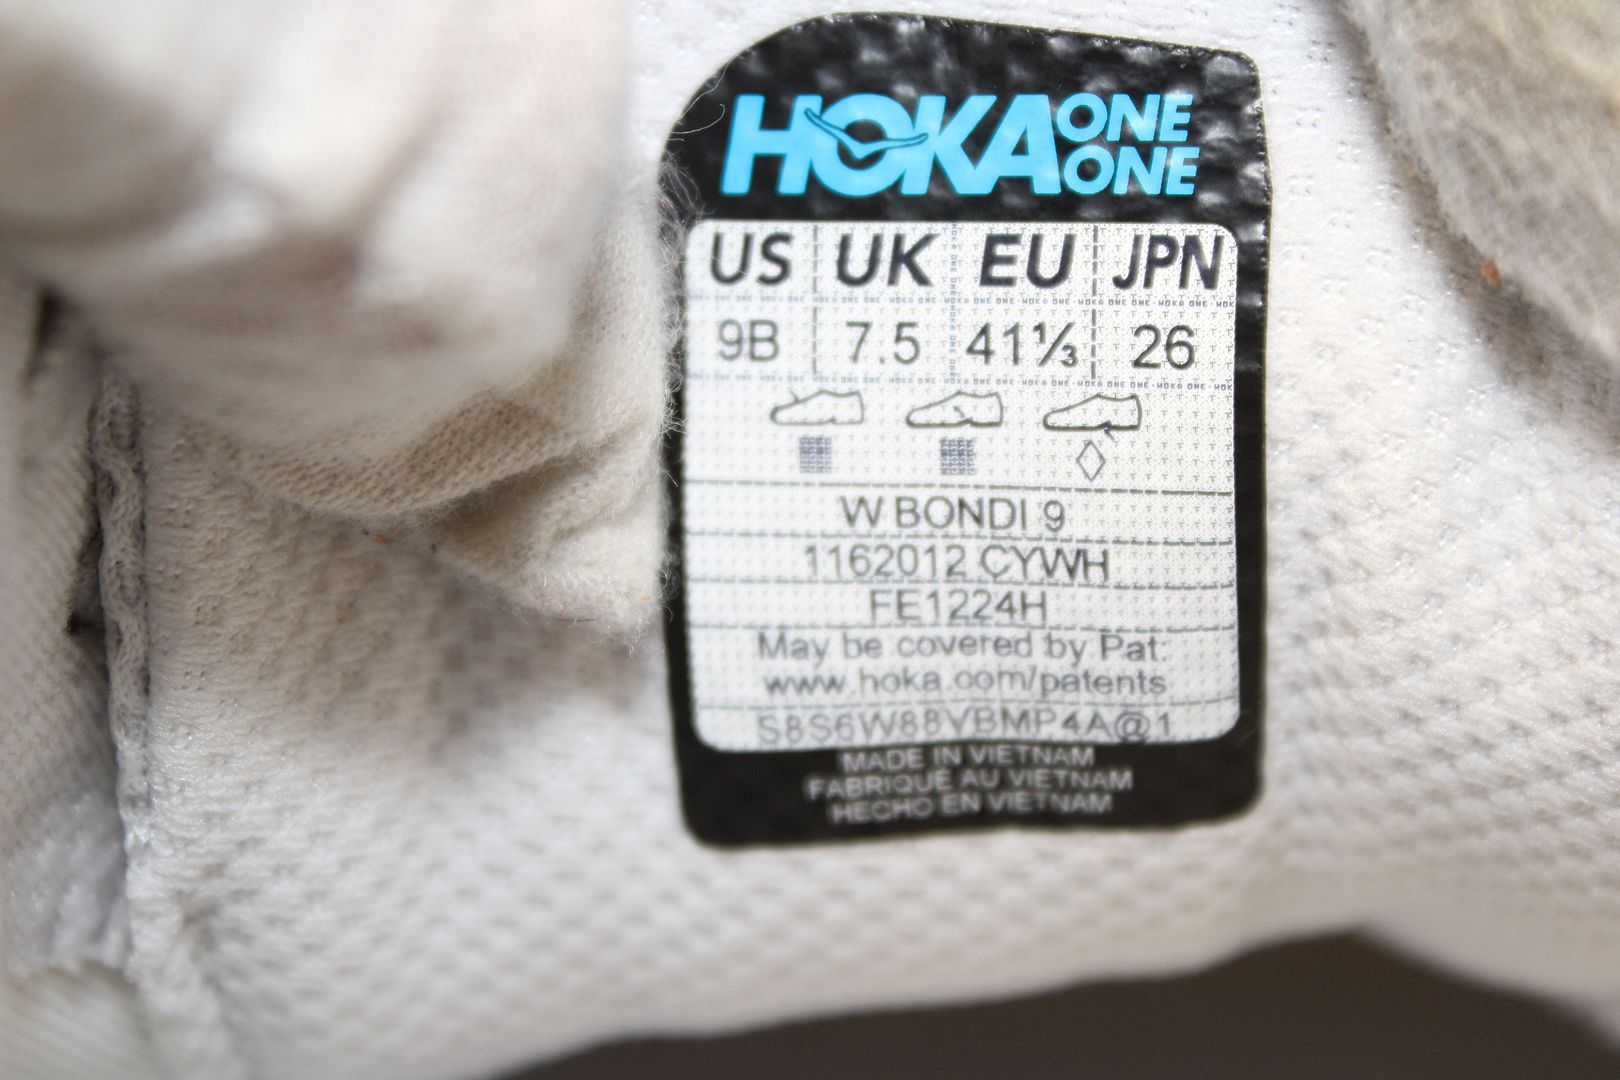 HOKA ONE ONE
US UK EU JPN
9B 7.5 41⅓ 26
W BONDI 9
1162012 CYWH
FE1224H
May be covered by Pat:
www.hoka.com/patents
S8S6W88VBMP4A@1
MADE IN VIETNAM
FABRIQUÉ AU VIETNAM
HECHO EN VIETNAM